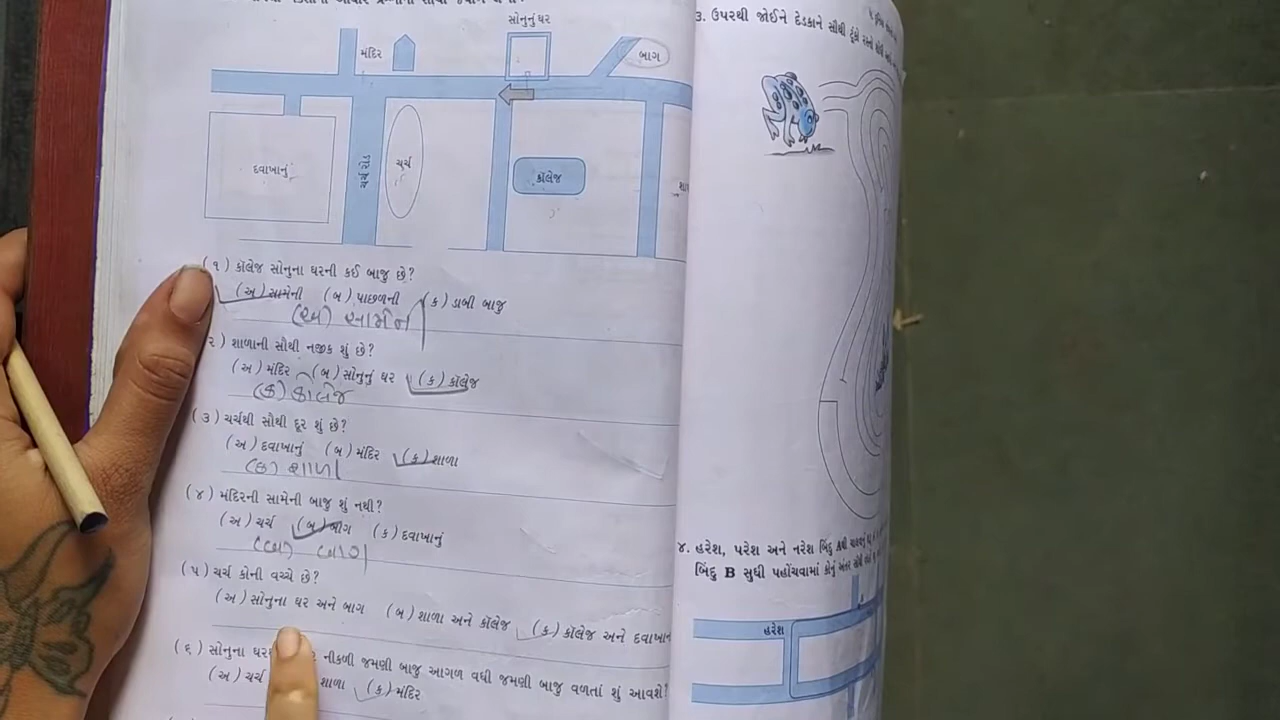 સોનુનું ઘર
મંદિર
બાગ
દવાખાનું
ચર્ચ રોડ
ચર્ચ
કૉલેજ
શા
(૧) કૉલેજ સોનુના ઘરની કઈ બાજુ છે?
(અ) સામેની (બ) પાછળની (ક) ડાબી બાજુ
(અ) સામેની
૨) શાળાની સૌથી નજીક શું છે?
(અ) મંદિર (બ) સોનુનું ઘર (ક) કૉલેજ
(ક) કોલેજ
(૩) ચર્ચથી સૌથી દૂર શું છે?
(અ) દવાખાનું (બ) મંદિર (ક) શાળા
(ક) શાળા
(૪) મંદિરની સામેની બાજુ શું નથી?
(અ) ચર્ચ (બ) બાગ (ક) દવાખાનું
(બ) બાગ
(૫) ચર્ચ કોની વચ્ચે છે?
(અ) સોનુના ઘર અને બાગ (બ) શાળા અને કૉલેજ (ક) કૉલેજ અને દવાખાન
(૬) સોનુના નીકળી જમણી બાજુ આગળ વધી જમણી બાજુ વળતાં શું આવશે?
(અ) ચર્ચ શાળા (ક) મંદિર
૩. ઉપરથી જોઈને દેડકાને સૌથી ટૂંકો રસ્તો
૪. હરેશ, પરેશ અને નરેશ બિંદુ A થી
બિંદુ B સુધી પહોંચવામાં કોનું અંતર સૌથી
હરેશ